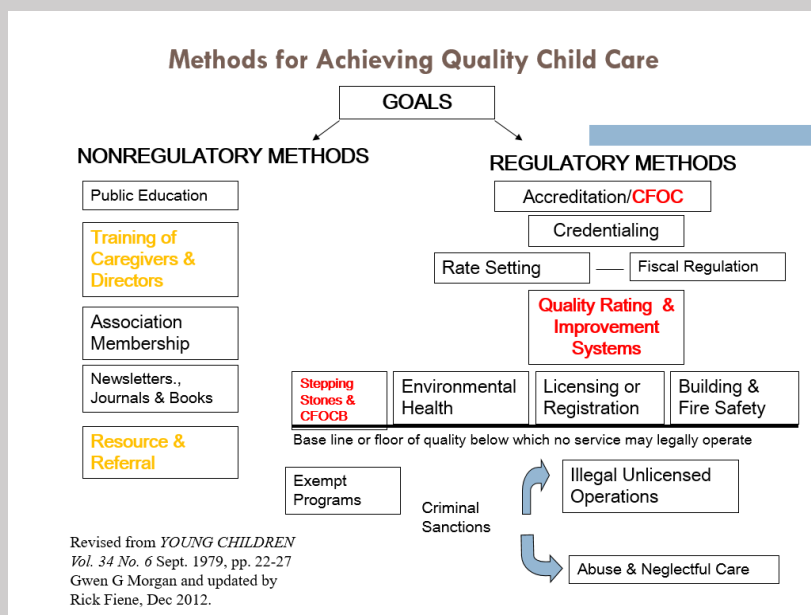 Methods for Achieving Quality Child Care
GOALS
NONREGULATORY METHODS
Public Education
Training of
Caregivers &
Directors
Association
Membership
Newsletters.,
Journals & Books
Resource &
Referral
REGULATORY METHODS
Accreditation/CFOC
Credentialing
Rate Setting
Fiscal Regulation
Quality Rating &
Improvement
Systems
Stepping
Stones &
CFOCB
Environmental
Health
Licensing or
Registration
Building &
Fire Safety
Base line or floor of quality below which no service may legally operate
Exempt
Programs
Criminal
Sanctions
Illegal Unlicensed
Operations
Abuse & Neglectful Care
Revised from YOUNG CHILDREN
Vol. 34 No. 6 Sept. 1979, pp. 22-27
Gwen G Morgan and updated by
Rick Fiene, Dec 2012.